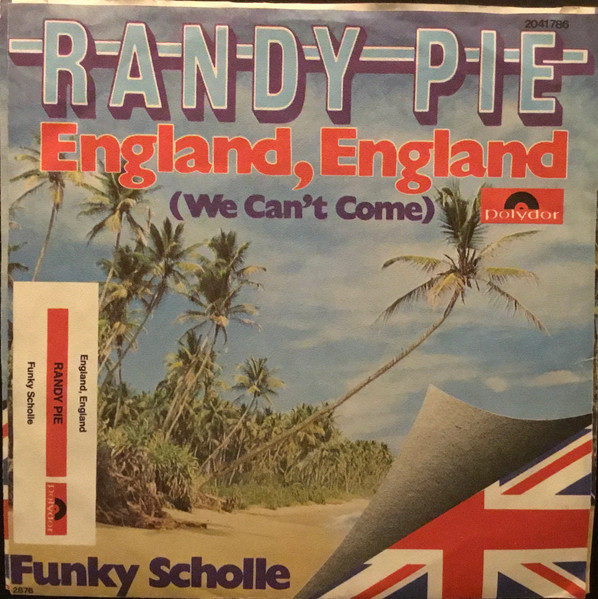 2041786
RANDY PIE
England, England
(We Can't Come)
polydor
England, England
RANDY PIE
Funky Scholle
polydor
Funky Scholle
2876